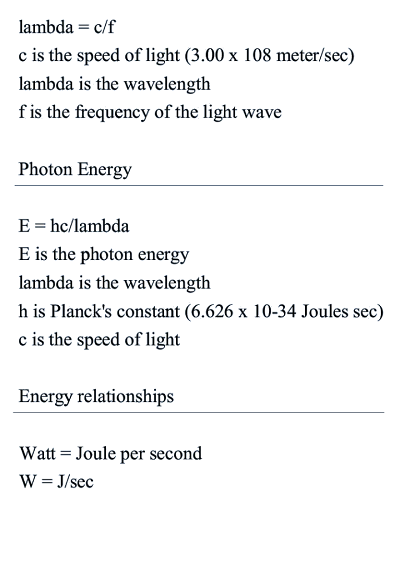 lambda = c/f
c is the speed of light (3.00 x 108 meter/sec)
lambda is the wavelength
f is the frequency of the light wave
Photon Energy
E = hc/lambda
E is the photon energy
lambda is the wavelength
h is Planck's constant (6.626 x 10-34 Joules sec)
c is the speed of light
Energy relationships
Watt = Joule per second
W = J/sec